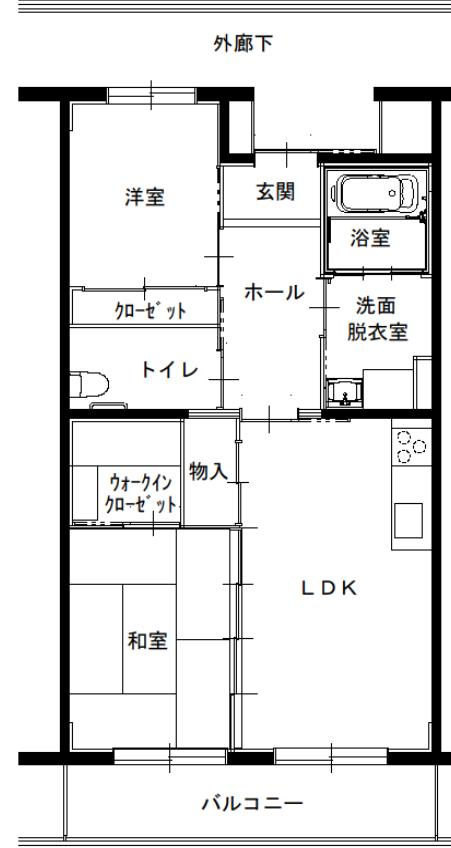 外廊下
洋室
玄関
浴室
ホール
クローゼット
洗面
脱衣室
トイレ
物入
ウォークイン
クローゼット
LDK
和室
バルコニー